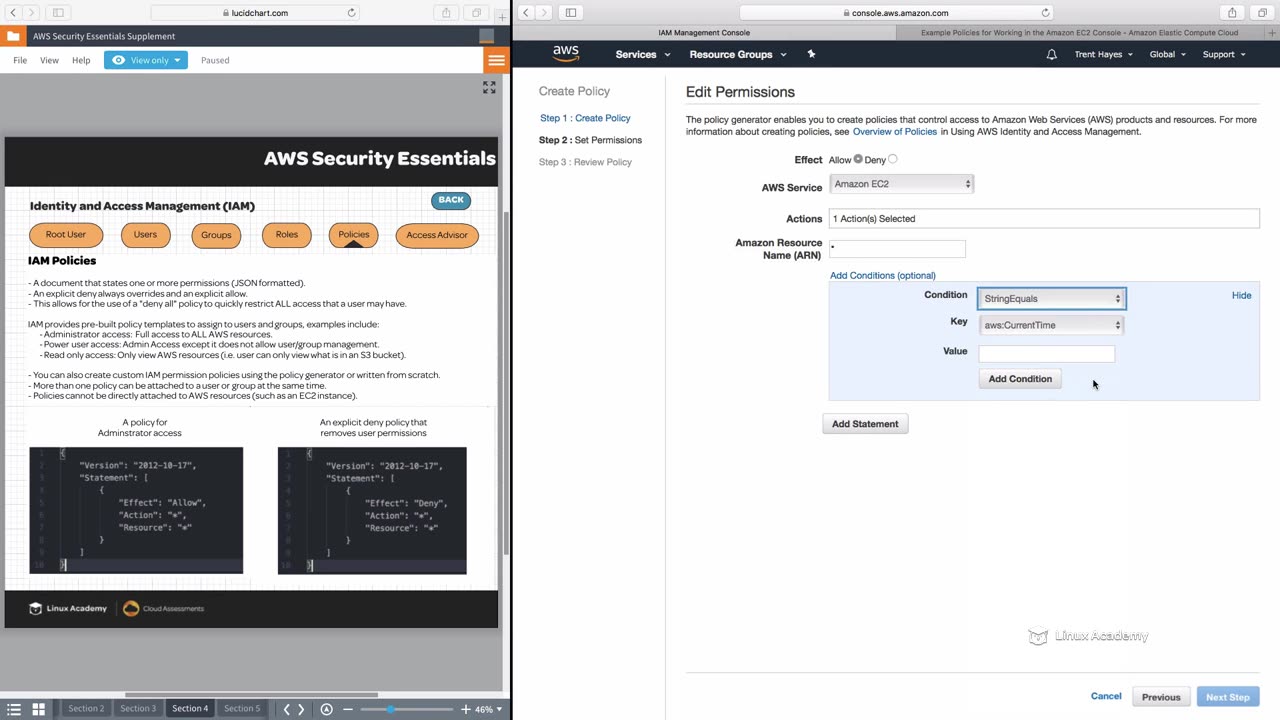 lucidchart.com
AWS Security Essentials Supplement
File View Help View only Paused
AWS Security Essentials
Identity and Access Management (IAM)
BACK
Root User Users Groups Roles Policies Access Advisor
IAM Policies
- A document that states one or more permissions (JSON formatted).
- An explicit deny always overrides and an explicit allow.
- This allows for the use of a "deny all" policy to quickly restrict ALL access that a user may have.
IAM provides pre-built policy templates to assign to users and groups, examples include:
- Administrator access: Full access to ALL AWS resources.
- Power user access: Admin Access except it does not allow user/group management.
- Read only access: Only view AWS resources (i.e. user can only view what is in an S3 bucket).
- You can also create custom IAM permission policies using the policy generator or written from scratch.
- More than one policy can be attached to a user or group at the same time.
- Policies cannot be directly attached to AWS resources (such as an EC2 instance).
A policy for
Adminstrator access
1 {
2 "Version": "2012-10-17",
3 "Statement": [
4 {
5 "Effect": "Allow",
6 "Action": "*",
7 "Resource": "*"
8 }
9 ]
10 }
An explicit deny policy that
removes user permissions
1 {
2 "Version": "2012-10-17",
3 "Statement": [
4 {
5 "Effect": "Deny",
6 "Action": "*",
7 "Resource": "*"
8 }
9 ]
10 }
Linux Academy Cloud Assessments
Section 2 Section 3 Section 4 Section 5 46%
console.aws.amazon.com
IAM Management Console
Example Policies for Working in the Amazon EC2 Console - Amazon Elastic Compute Cloud
aws Services Resource Groups Trent Hayes Global Support
Create Policy
Step 1 : Create Policy
Step 2 : Set Permissions
Step 3 : Review Policy
Edit Permissions
The policy generator enables you to create policies that control access to Amazon Web Services (AWS) products and resources. For more
information about creating policies, see Overview of Policies in Using AWS Identity and Access Management.
Effect Allow Deny
AWS Service Amazon EC2
Actions 1 Action(s) Selected
Amazon Resource
Name (ARN)
*
Add Conditions (optional)
Condition StringEquals Hide
Key aws:CurrentTime
Value
Add Condition
Add Statement
Linux Academy
Cancel Previous Next Step